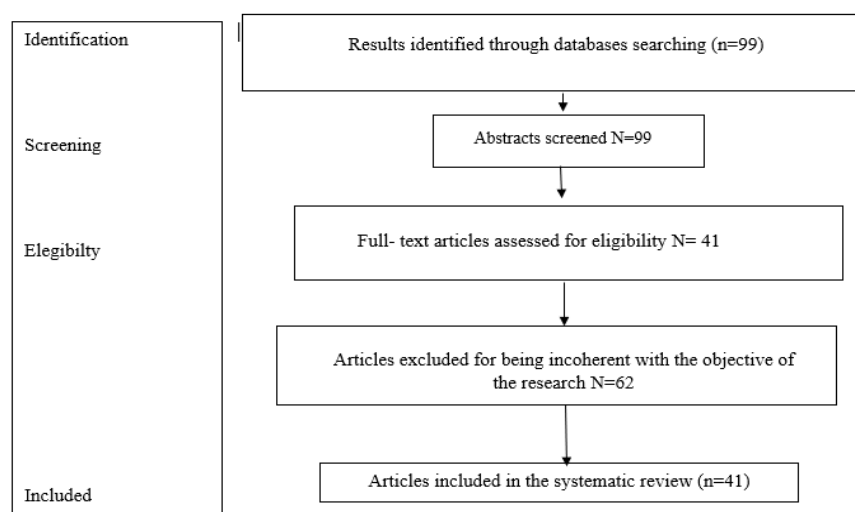 Identification
Results identified through databases searching (n=99)
Screening
Abstracts screened N=99
Elegibilty
Full- text articles assessed for eligibility N= 41
Articles excluded for being incoherent with the objective of
the research N=62
Included
Articles included in the systematic review (n=41)